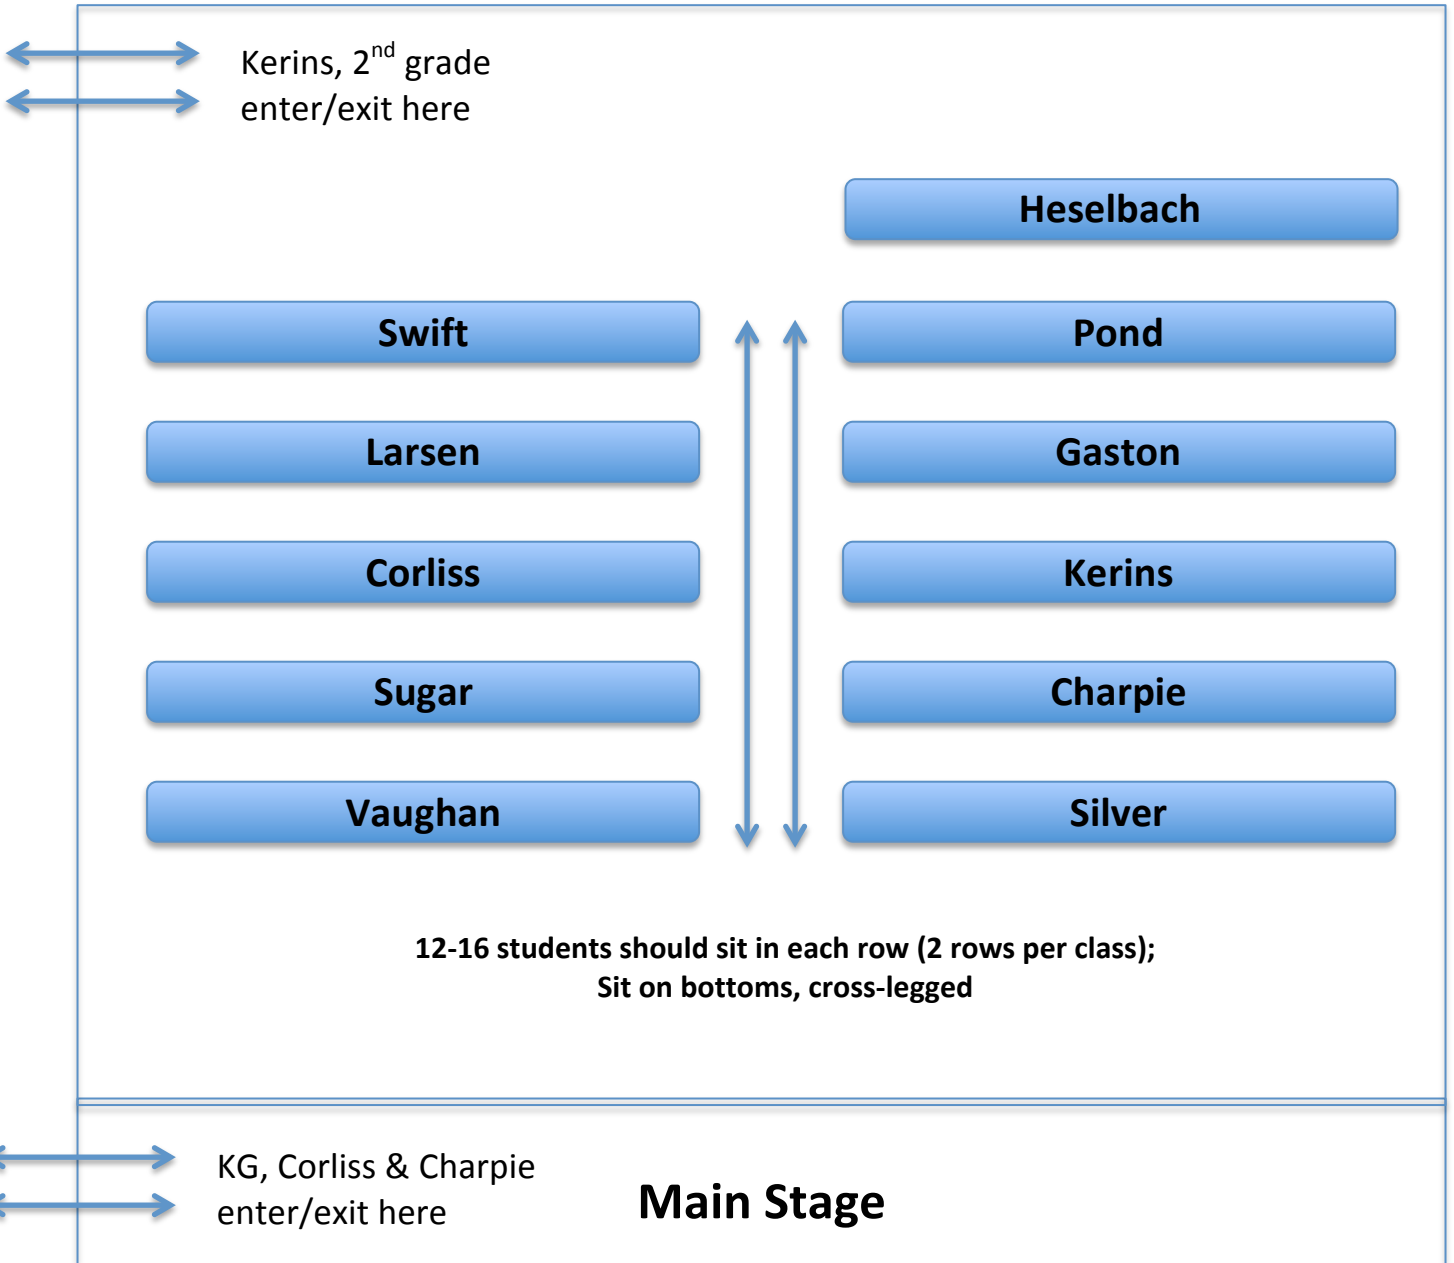 Kerins, 2nd grade
enter/exit here
Heselbach
Swift
Pond
Larsen
Gaston
Corliss
Kerins
Sugar
Charpie
Vaughan
Silver
12-16 students should sit in each row (2 rows per class);
Sit on bottoms, cross-legged
KG, Corliss & Charpie
enter/exit here
Main Stage